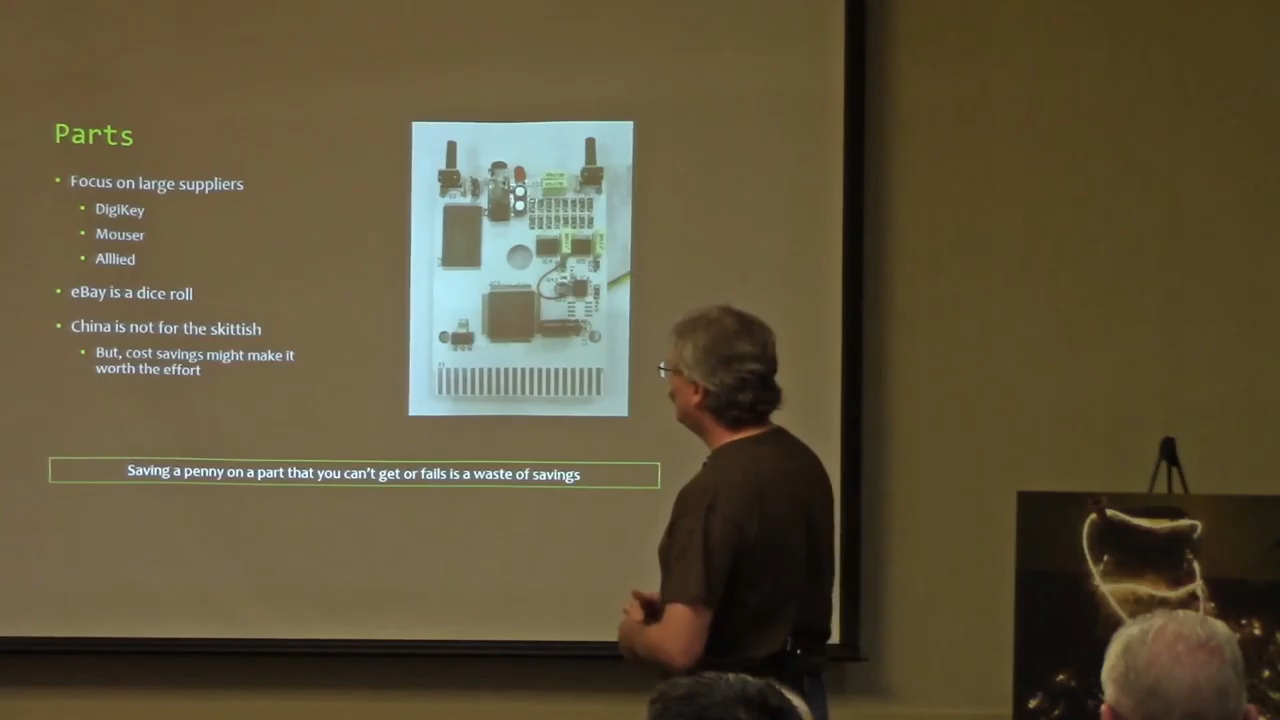 Parts
Focus on large suppliers
DigiKey
Mouser
Alllied
eBay is a dice roll
China is not for the skittish
But, cost savings might make it
worth the effort
Saving a penny on a part that you can't get or fails is a waste of savings